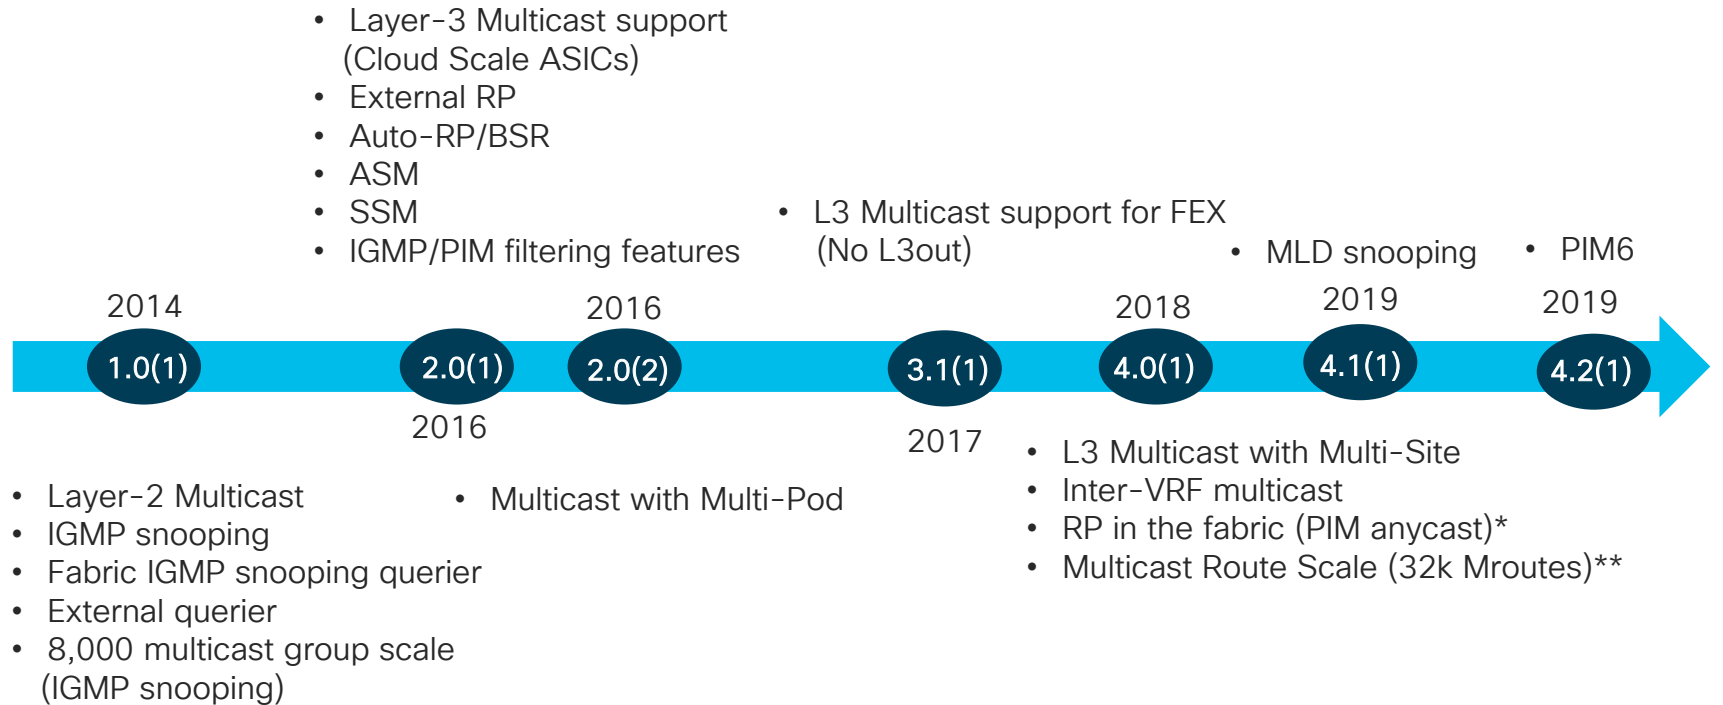 • Layer-3 Multicast support
(Cloud Scale ASICs)
• External RP
• Auto-RP/BSR
• ASM
• SSM
• IGMP/PIM filtering features
• L3 Multicast support for FEX
(No L3out)
• MLD snooping
• PIM6
2014
2016
2018
2019
2019
1.0(1)
2.0(1)
2.0(2)
3.1(1)
4.0(1)
4.1(1)
4.2(1)
2016
2017
• Layer-2 Multicast
• IGMP snooping
• Fabric IGMP snooping querier
• External querier
• 8,000 multicast group scale
(IGMP snooping)
• Multicast with Multi-Pod
• L3 Multicast with Multi-Site
• Inter-VRF multicast
• RP in the fabric (PIM anycast)*
• Multicast Route Scale (32k Mroutes)**